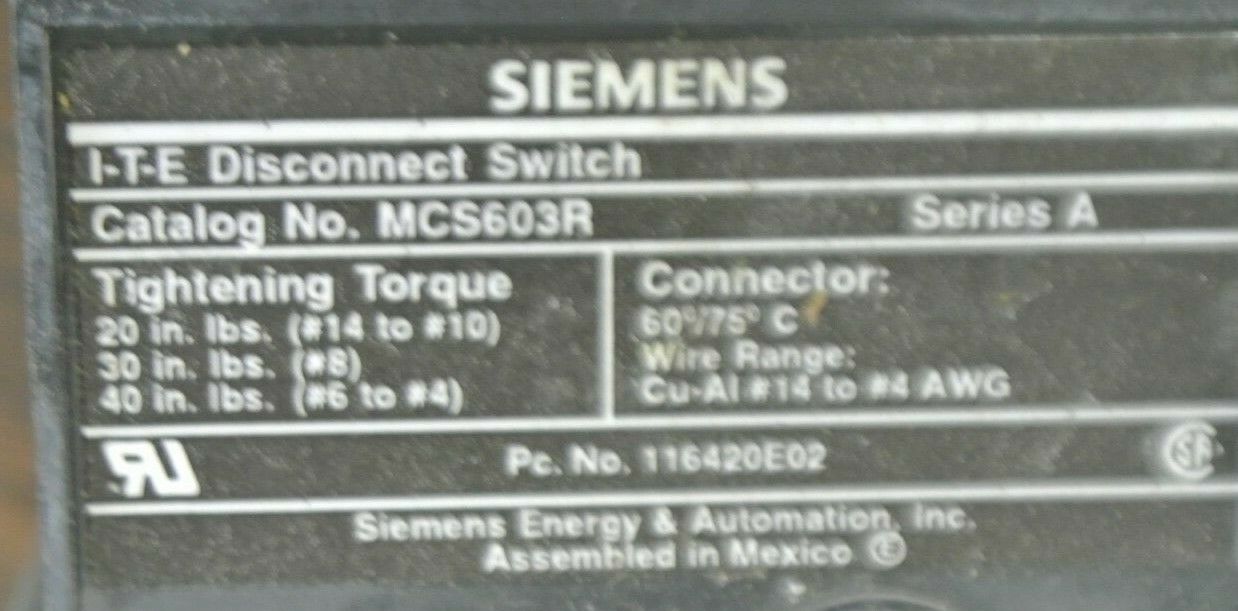 SIEMENS
I-T-E Disconnect Switch
Catalog No. MCS603R Series A
Tightening Torque
20 in. lbs. (#14 to #10)
30 in. lbs. (#8)
40 in. lbs. (#6 to #4)
Connector:
60°/75° C
Wire Range:
Cu-Al #14 to #4 AWG
RU Pc. No. 116420E02 SA
Siemens Energy & Automation, Inc.
Assembled in Mexico Ⓔ